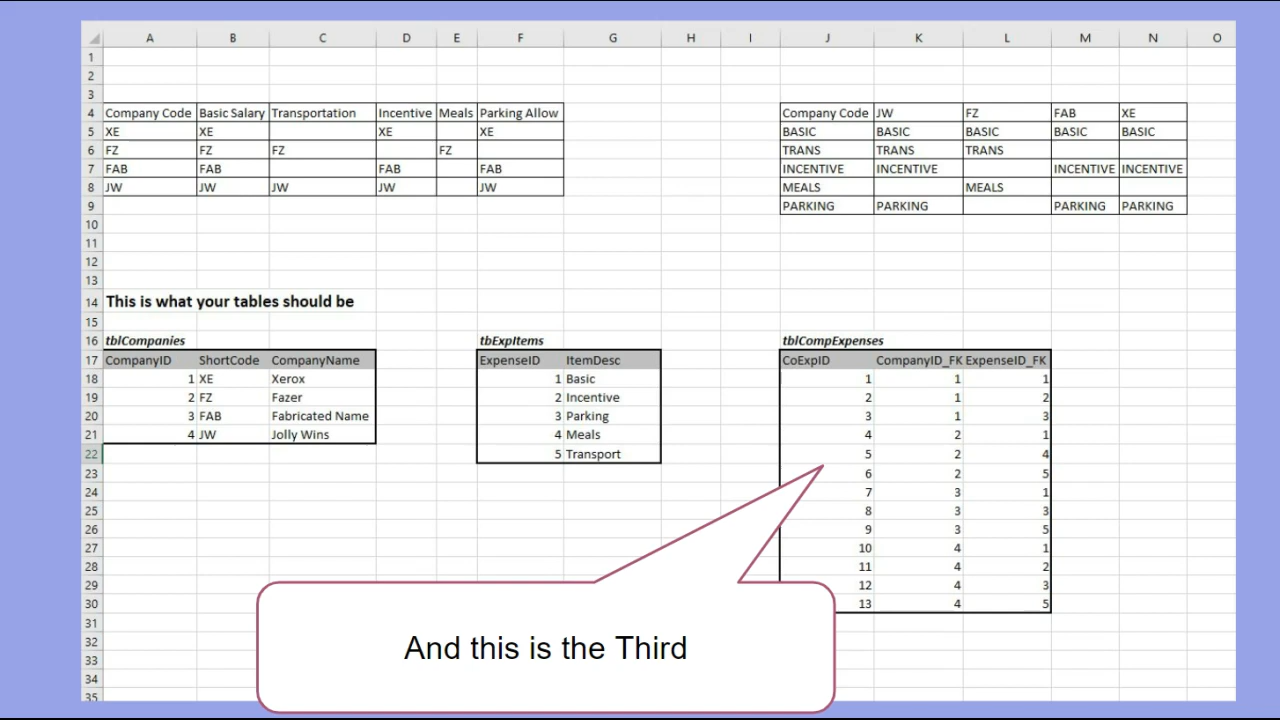 A B C D E F G H I J K L M N O
1
2
3
4 Company Code Basic Salary Transportation Incentive Meals Parking Allow Company Code JW FZ FAB XE
5 XE XE XE XE BASIC BASIC BASIC BASIC BASIC
6 FZ FZ FZ FZ TRANS TRANS TRANS
7 FAB FAB FAB FAB INCENTIVE INCENTIVE INCENTIVE INCENTIVE
8 JW JW JW JW JW MEALS MEALS
9 PARKING PARKING PARKING PARKING
10
11
12
13
14 This is what your tables should be
15
16 tblCompanies tbExpItems tblCompExpenses
17 CompanyID ShortCode CompanyName ExpenseID ItemDesc CoExpID CompanyID_FK ExpenseID_FK
18 1 XE Xerox 1 Basic 1 1 1
19 2 FZ Fazer 2 Incentive 2 1 2
20 3 FAB Fabricated Name 3 Parking 3 1 3
21 4 JW Jolly Wins 4 Meals 4 2 1
22 5 Transport 5 2 4
23 6 2 5
24 7 3 1
25 8 3 3
26 9 3 5
27 10 4 1
28 11 4 2
29 12 4 3
30 13 4 5
31
32
33
34
35
And this is the Third